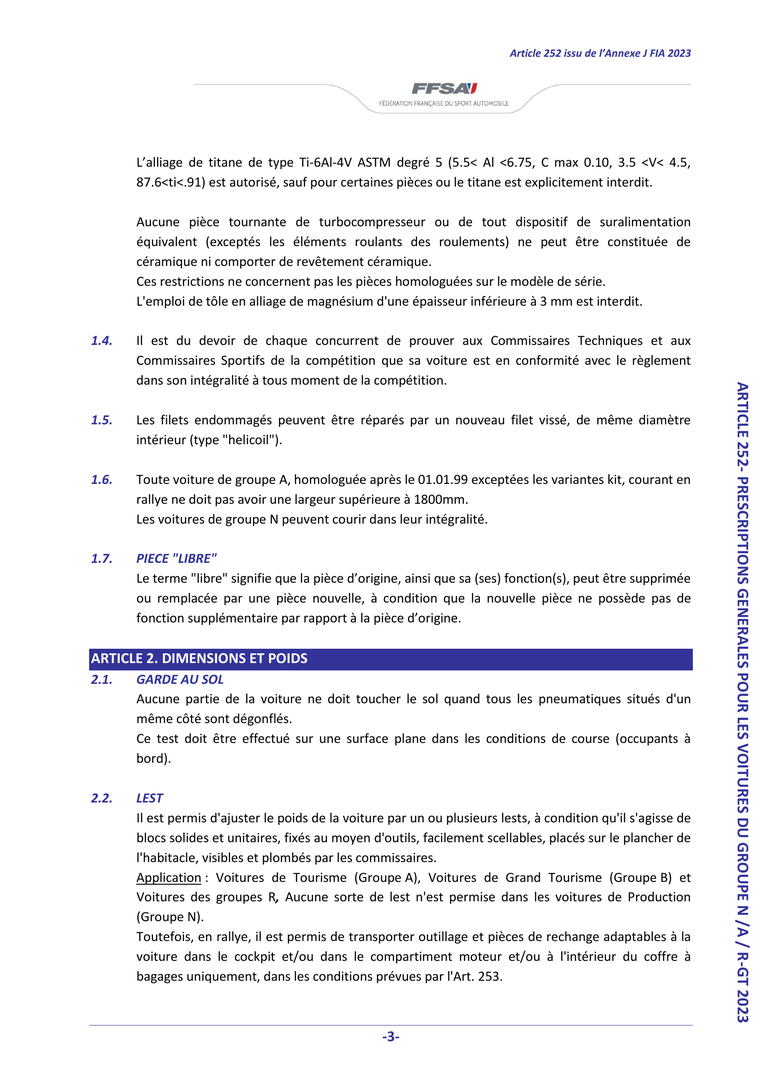 Article 252 issu de l’Annexe J FIA 2023
FFSA
FÉDÉRATION FRANÇAISE DU SPORT AUTOMOBILE
L’alliage de titane de type Ti-6Al-4V ASTM degré 5 (5.5< Al <6.75, C max 0.10, 3.5 <V< 4.5,
87.6<ti<.91) est autorisé, sauf pour certaines pièces ou le titane est explicitement interdit.
Aucune pièce tournante de turbocompresseur ou de tout dispositif de suralimentation
équivalent (exceptés les éléments roulants des roulements) ne peut être constituée de
céramique ni comporter de revêtement céramique.
Ces restrictions ne concernent pas les pièces homologuées sur le modèle de série.
L'emploi de tôle en alliage de magnésium d'une épaisseur inférieure à 3 mm est interdit.
1.4. Il est du devoir de chaque concurrent de prouver aux Commissaires Techniques et aux
Commissaires Sportifs de la compétition que sa voiture est en conformité avec le règlement
dans son intégralité à tous moment de la compétition.
1.5. Les filets endommagés peuvent être réparés par un nouveau filet vissé, de même diamètre
intérieur (type "helicoil").
1.6. Toute voiture de groupe A, homologuée après le 01.01.99 exceptées les variantes kit, courant en
rallye ne doit pas avoir une largeur supérieure à 1800mm.
Les voitures de groupe N peuvent courir dans leur intégralité.
1.7. PIECE "LIBRE"
Le terme "libre" signifie que la pièce d’origine, ainsi que sa (ses) fonction(s), peut être supprimée
ou remplacée par une pièce nouvelle, à condition que la nouvelle pièce ne possède pas de
fonction supplémentaire par rapport à la pièce d’origine.
ARTICLE 2. DIMENSIONS ET POIDS
2.1. GARDE AU SOL
Aucune partie de la voiture ne doit toucher le sol quand tous les pneumatiques situés d'un
même côté sont dégonflés.
Ce test doit être effectué sur une surface plane dans les conditions de course (occupants à
bord).
2.2. LEST
Il est permis d'ajuster le poids de la voiture par un ou plusieurs lests, à condition qu'il s'agisse de
blocs solides et unitaires, fixés au moyen d'outils, facilement scellables, placés sur le plancher de
l'habitacle, visibles et plombés par les commissaires.
Application : Voitures de Tourisme (Groupe A), Voitures de Grand Tourisme (Groupe B) et
Voitures des groupes R, Aucune sorte de lest n'est permise dans les voitures de Production
(Groupe N).
Toutefois, en rallye, il est permis de transporter outillage et pièces de rechange adaptables à la
voiture dans le cockpit et/ou dans le compartiment moteur et/ou à l'intérieur du coffre à
bagages uniquement, dans les conditions prévues par l'Art. 253.
-3-
ARTICLE 252- PRESCRIPTIONS GENERALES POUR LES VOITURES DU GROUPE N /A / R-GT 2023